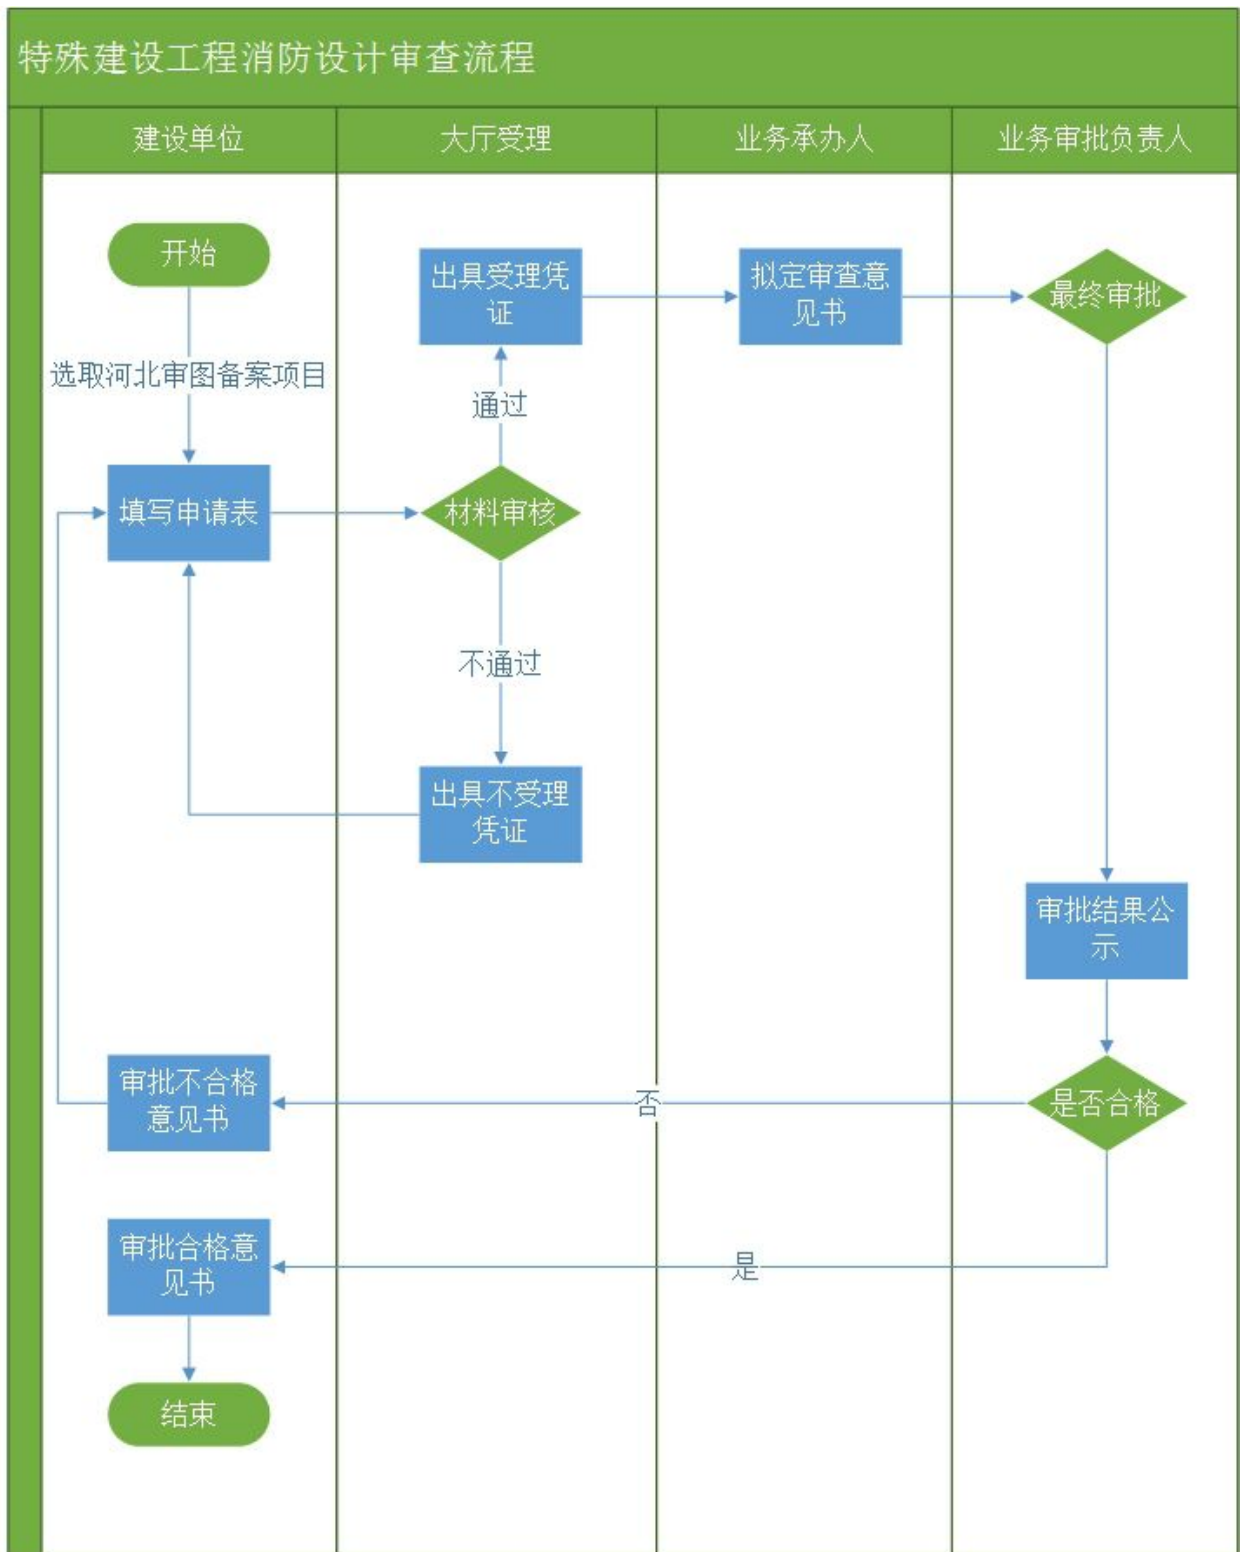 特殊建设工程消防设计审查流程
建设单位
大厅受理
业务承办人
业务审批负责人
开始
出具受理凭
证
拟定审查意
见书
最终审批
选取河北审图备案项目
通过
填写申请表
材料审核
不通过
出具不受理
凭证
审批结果公
示
审批不合格
意见书
否
是否合格
审批合格意
见书
是
结束